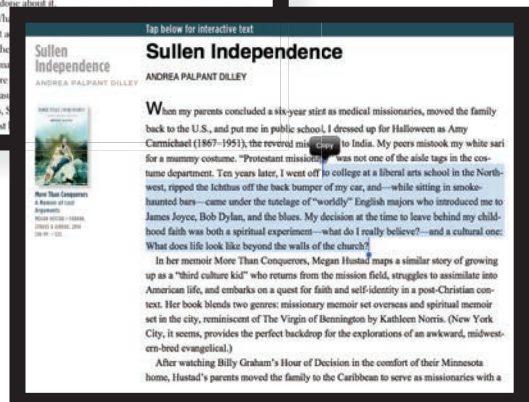 done about it.
Tap below for interactive text
Sullen
Independence
ANDREA PALPANT DILLEY
More Than Conquerors
A Memoir of Lost
Arguments
Sullen Independence
ANDREA PALPANT DILLEY
When my parents concluded a six-year stint as medical missionaries, moved the family
back to the U.S., and put me in public school, I dressed up for Halloween as Amy
Carmichael (1867–1951), the revered mis to India. My peers mistook my white sari
Copy
for a mummy costume. “Protestant mission was not one of the aisle tags in the cos-
tume department. Ten years later, I went off to college at a liberal arts school in the North-
west, ripped the Ichthus off the back bumper of my car, and—while sitting in smoke-
haunted bars—came under the tutelage of “worldly” English majors who introduced me to
James Joyce, Bob Dylan, and the blues. My decision at the time to leave behind my child-
hood faith was both a spiritual experiment—what do I really believe?—and a cultural one:
What does life look like beyond the walls of the church?
In her memoir More Than Conquerors, Megan Hustad maps a similar story of growing
up as a “third culture kid” who returns from the mission field, struggles to assimilate into
American life, and embarks on a quest for faith and self-identity in a post-Christian con-
text. Her book blends two genres: missionary memoir set overseas and spiritual memoir
set in the city, reminiscent of The Virgin of Bennington by Kathleen Norris. (New York
City, it seems, provides the perfect backdrop for the explorations of an awkward, midwest-
ern-bred evangelical.)
After watching Billy Graham’s Hour of Decision in the comfort of their Minnesota
home, Hustad’s parents moved the family to the Caribbean to serve as missionaries with a